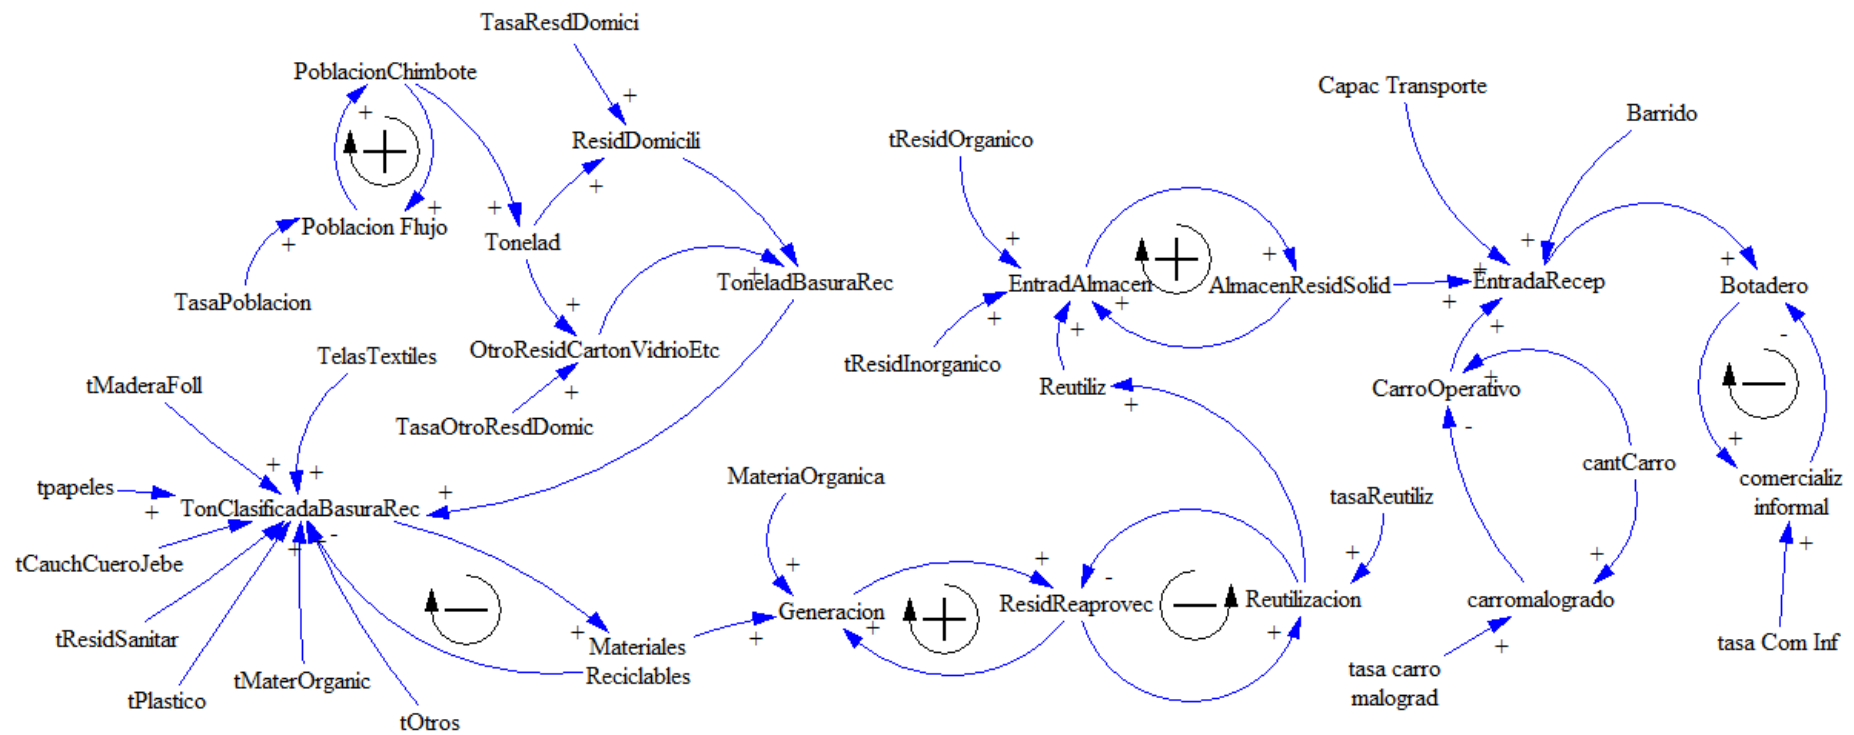 TasaResdDomici
PoblacionChimbote
Capac Transporte
Barrido
ResidDomicili
tResidOrganico
Poblacion Flujo
Tonelad
TasaPoblacion
ToneladBasuraRec
EntradAlmacen
AlmacenResidSolid
EntradaRecep
Botadero
OtroResidCartonVidrioEtc
TelasTextiles
tResidInorganico
tMaderaFoll
Reutiliz
CarroOperativo
TasaOtroResdDomic
cantCarro
MateriaOrganica
comercializ
informal
tpapeles
TonClasificadaBasuraRec
tasaReutiliz
tCauchCueroJebe
Generacion
ResidReaprovec
Reutilizacion
carromalogrado
tResidSanitar
Materiales
Reciclables
tasa Com Inf
tMaterOrganic
tasa carro
malograd
tPlastico
tOtros